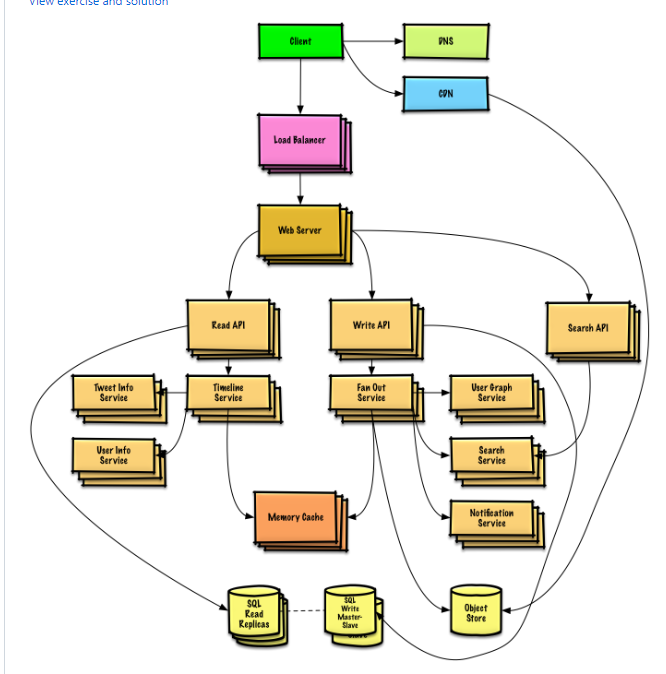 View exercise and solution
Client
DNS
CDN
Load Balancer
Web Server
Read API
Write API
Search API
Tweet Info
Service
Timeline
Service
Fan Out
Service
User Graph
Service
User Info
Service
Search
Service
Memory Cache
Notification
Service
SQL
Read
Replicas
SQL
Write
Master-
Slave
Object
Store